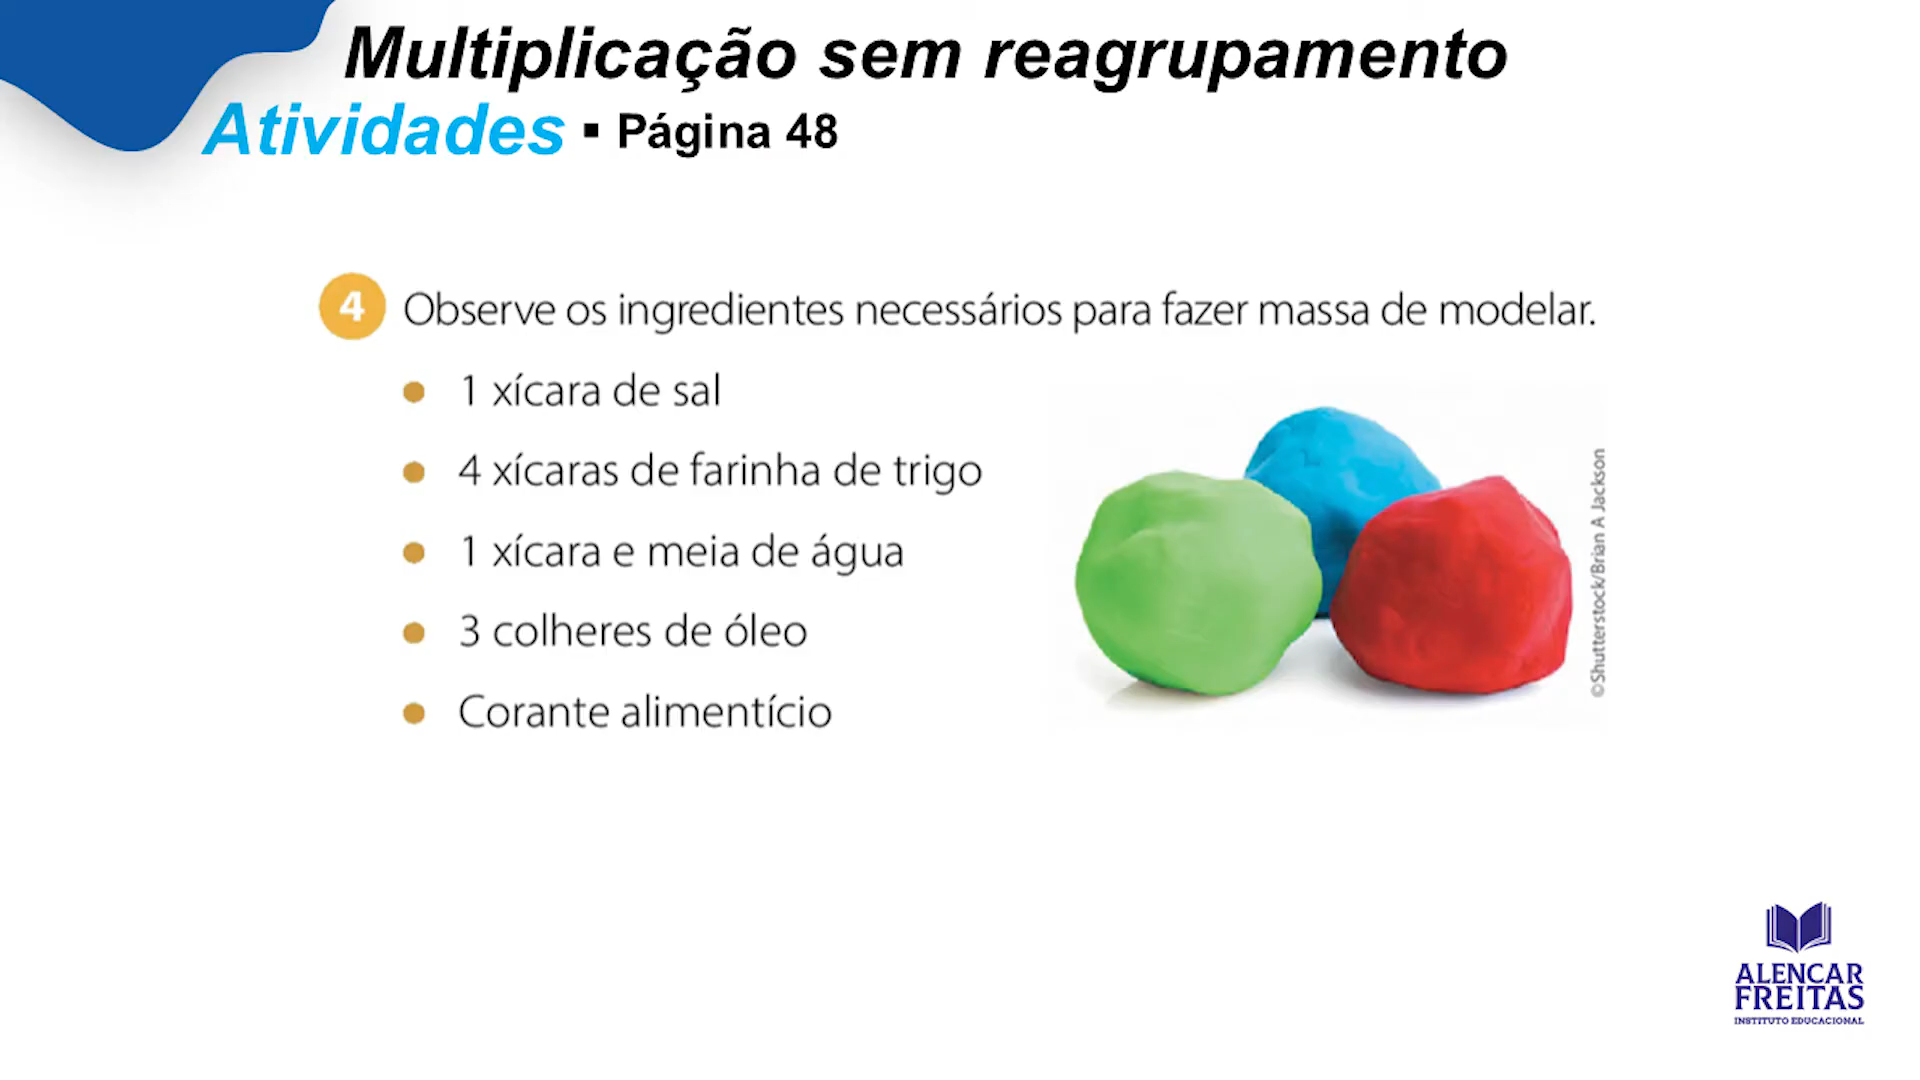 Multiplicação sem reagrupamento
Atividades ▪ Página 48
4 Observe os ingredientes necessários para fazer massa de modelar.
• 1 xícara de sal
• 4 xícaras de farinha de trigo
• 1 xícara e meia de água
• 3 colheres de óleo
• Corante alimentício
©Shutterstock/Brian A Jackson
ALENCAR
FREITAS
INSTITUTO EDUCACIONAL